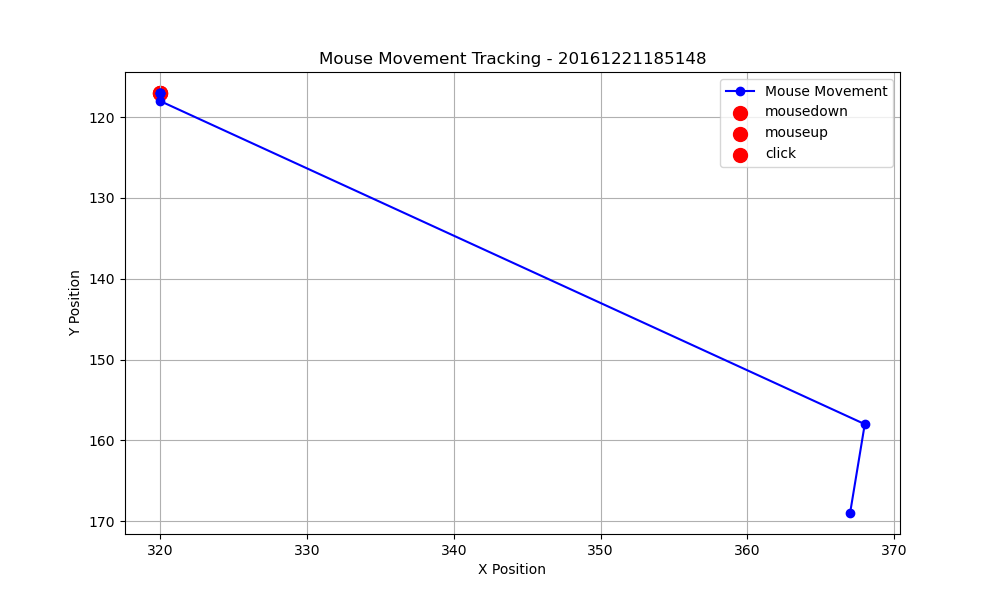 Mouse Movement Tracking - 20161221185148
Mouse Movement
mousedown
mouseup
click
120
130
140
150
160
170
Y Position
320
330
340
350
360
370
X Position